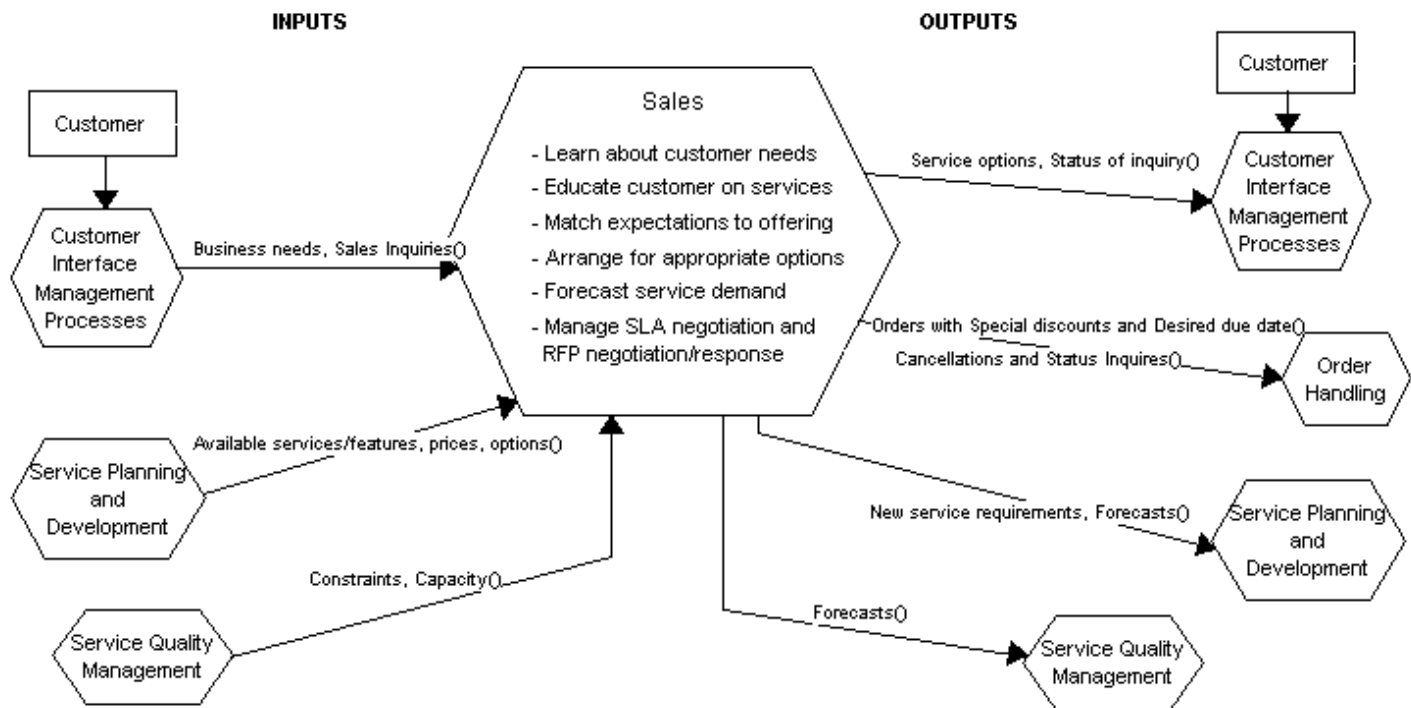 INPUTS
OUTPUTS
Customer
Customer
Interface
Management
Processes
Business needs, Sales Inquiries()
Service Planning
and
Development
Available services/features, prices, options()
Service Quality
Management
Constraints, Capacity()
Sales
- Learn about customer needs
- Educate customer on services
- Match expectations to offering
- Arrange for appropriate options
- Forecast service demand
- Manage SLA negotiation and
RFP negotiation/response
Customer
Customer
Interface
Management
Processes
Service options, Status of inquiry()
Orders with Special discounts and Desired due date()
Cancellations and Status Inquires()
Order
Handling
New service requirements, Forecasts()
Service Planning
and
Development
Forecasts()
Service Quality
Management